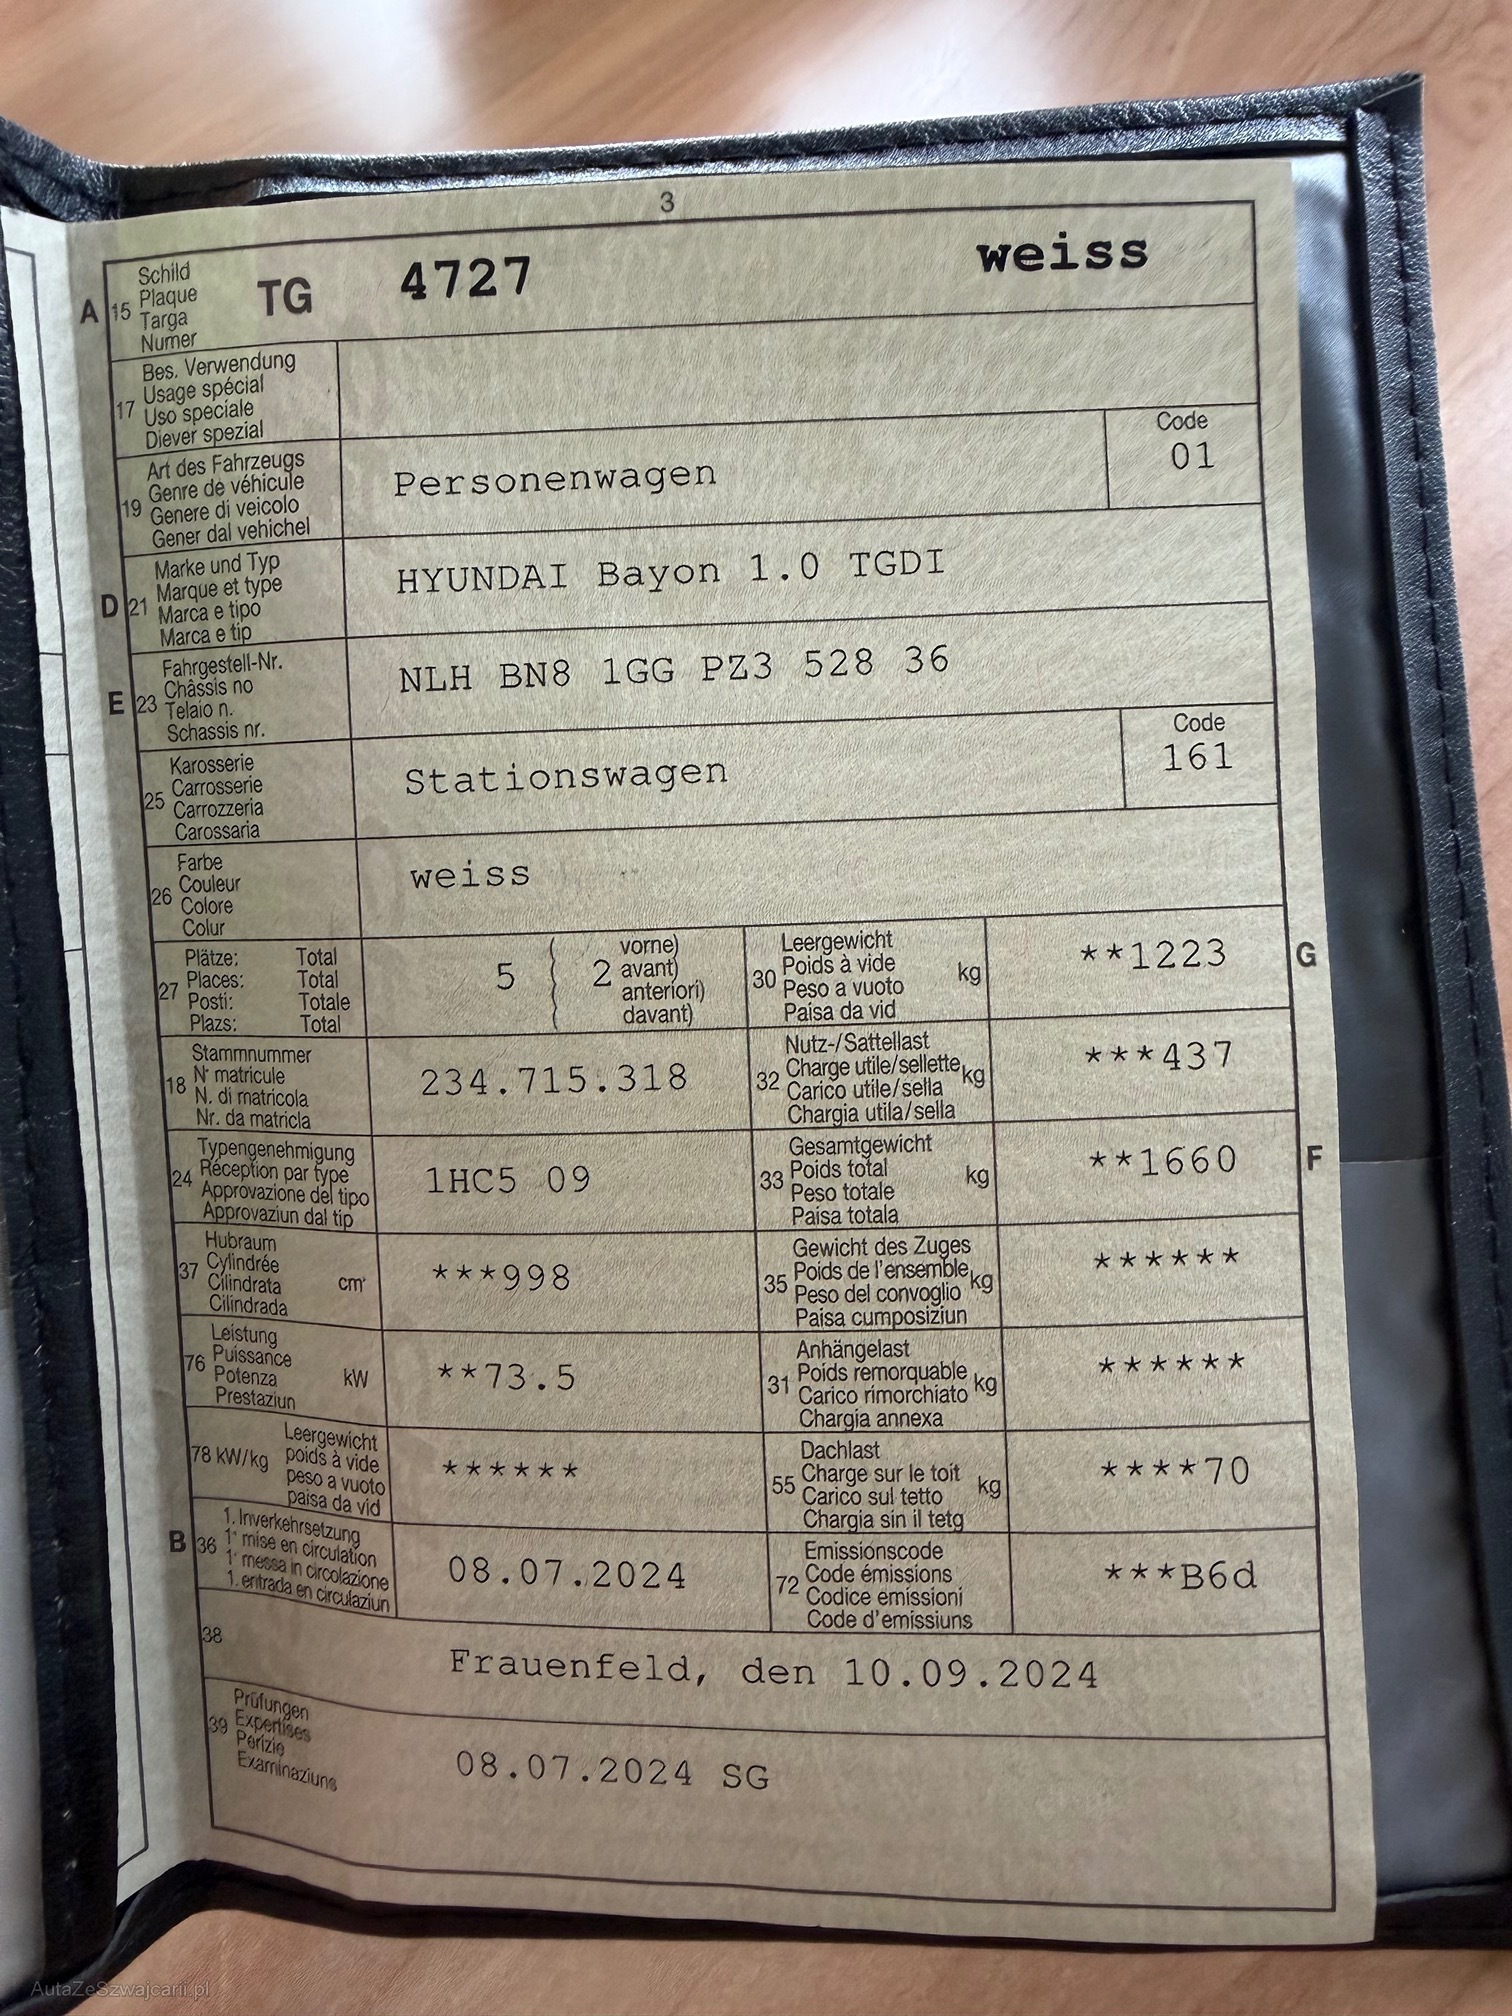 3
A 15 Schild TG 4727 weiss
Plaque
Targa
Numer
17 Bes. Verwendung
Usage spécial
Uso speciale
Diever spezial
19 Art des Fahrzeugs Personenwagen Code
Genre de véhicule 01
Genere di veicolo
Gener dal vehichel
D 21 Marke und Typ HYUNDAI Bayon 1.0 TGDI
Marque et type
Marca e tipo
Marca e tip
E 23 Fahrgestell-Nr. NLH BN8 1GG PZ3 528 36
Châssis no
Telaio n.
Schassis nr.
25 Karosserie Stationswagen Code
Carrosserie 161
Carrozzeria
Carossaria
26 Farbe weiss
Couleur
Colore
Colur
27 Plätze: Total 5 ( 2 vorne)
Places: Total avant)
Posti: Totale anteriori)
Plazs: Total davant)
30 Leergewicht kg **1223 G
Poids à vide
Peso a vuoto
Paisa da vid
18 Stammnummer 234.715.318
N° matricule
N. di matricola
Nr. da matricla
32 Nutz-/Sattellast kg ***437
Charge utile/sellette
Carico utile/sella
Chargia utila/sella
24 Typengenehmigung 1HC5 09
Réception par type
Approvazione del tipo
Approvaziun dal tip
33 Gesamtgewicht kg **1660 F
Poids total
Peso totale
Paisa totala
37 Hubraum cm³ ***998
Cylindrée
Cilindrata
Cilindrada
35 Gewicht des Zuges kg ******
Poids de l'ensemble
Peso del convoglio
Paisa cumposiziun
76 Leistung kW **73.5
Puissance
Potenza
Prestaziun
31 Anhängelast kg ******
Poids remorquable
Carico rimorchiato
Chargia annexa
78 kW/kg Leergewicht ******
poids à vide
peso a vuoto
paisa da vid
55 Dachlast kg ****70
Charge sur le toit
Carico sul tetto
Chargia sin il tetg
B 36 1. Inverkehrsetzung 08.07.2024
1° mise en circulation
1° messa in circolazione
1. entrada en circulaziun
72 Emissionscode ***B6d
Code émissions
Codice emissioni
Code d'emissiuns
38 Frauenfeld, den 10.09.2024
39 Prüfungen 08.07.2024 SG
Expertises
Perizie
Examinaziuns
AutaZeSzwajcarii.pl